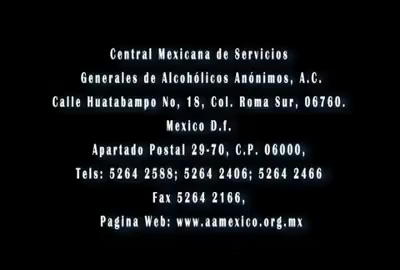 Central Mexicana de Servicios
Generales de Alcohólicos Anónimos, A.C.
Calle Huatabampo No, 18, Col. Roma Sur, 06760.
Mexico D.f.
Apartado Postal 29-70, C.P. 06000,
Tels: 5264 2588; 5264 2406; 5264 2466
Fax 5264 2166,
Pagina Web: www.aamexico.org.mx